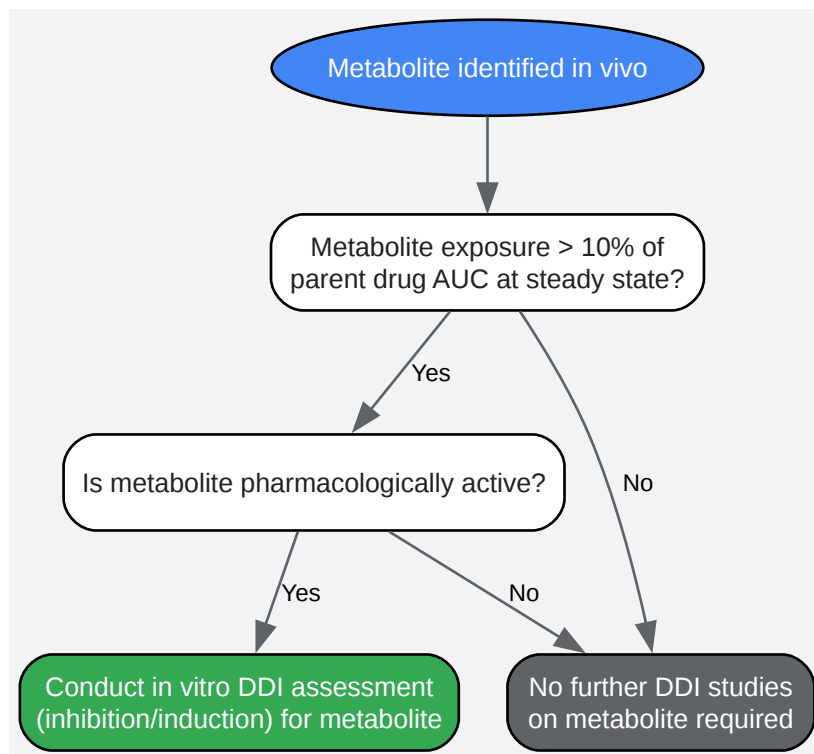 Metabolite identified in vivo
Metabolite exposure > 10% of
parent drug AUC at steady state?
Yes
Is metabolite pharmacologically active?
No
Yes
No
Conduct in vitro DDI assessment
(inhibition/induction) for metabolite
No further DDI studies
on metabolite required